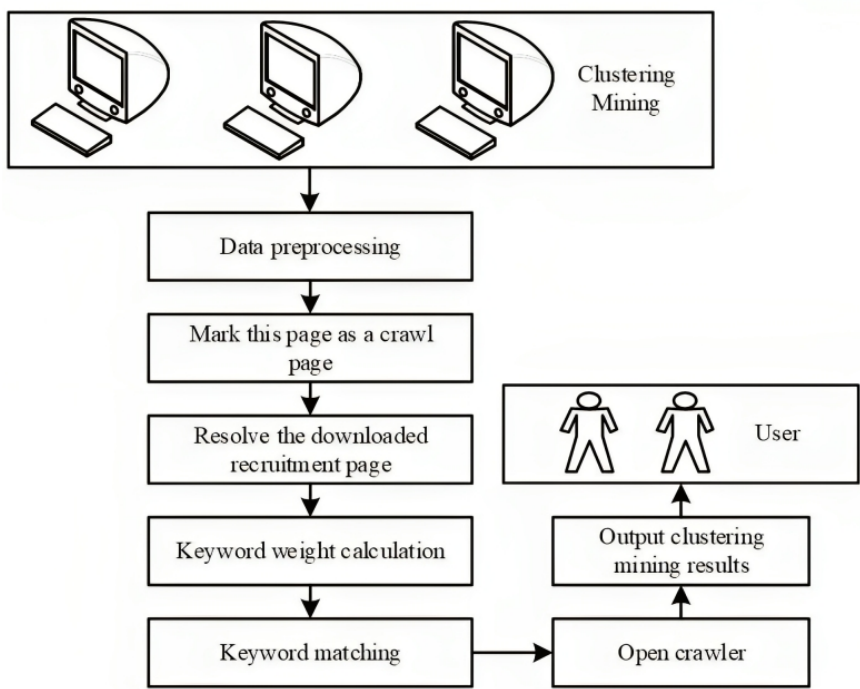 Clustering
Mining
Data preprocessing
Mark this page as a crawl
page
Resolve the downloaded
recruitment page
Keyword weight calculation
Keyword matching
Open crawler
Output clustering
mining results
User